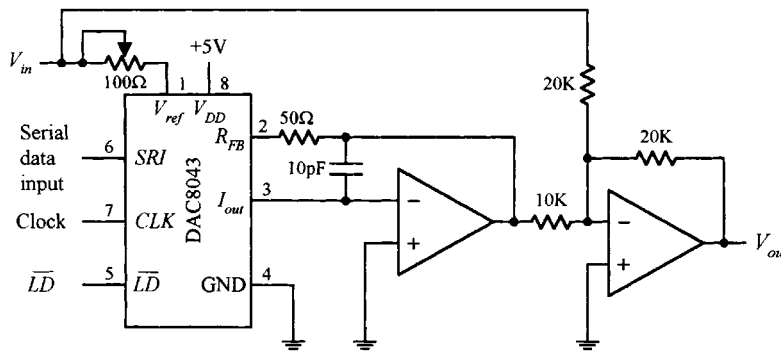 +5V
V_in
100Ω
1
8
20K
V_ref
V_DD
20K
Serial
data
input
6
SRI
R_FB
2
50Ω
10pF
DAC8043
I_out
3
10K
Clock
7
CLK
−
+
−
+
V_ou
LD
5
LD
GND
4